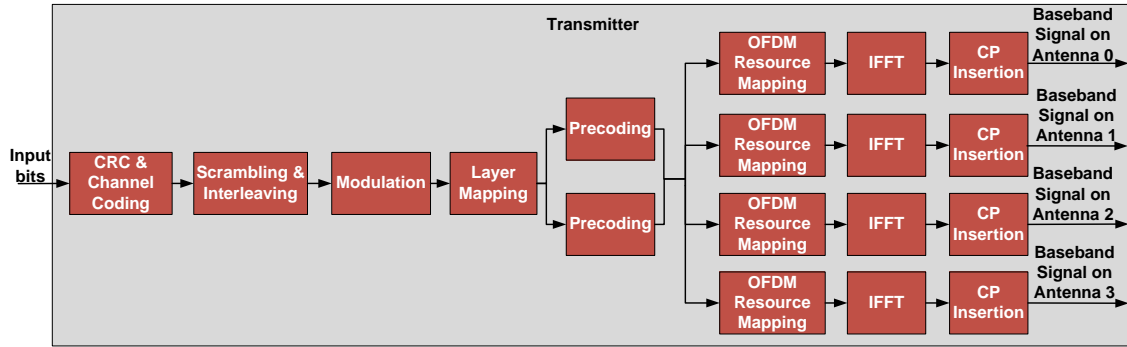 Transmitter
Input
bits
CRC &
Channel
Coding
Scrambling &
Interleaving
Modulation
Layer
Mapping
Precoding
Precoding
OFDM
Resource
Mapping
IFFT
CP
Insertion
Baseband
Signal on
Antenna 0
OFDM
Resource
Mapping
IFFT
CP
Insertion
Baseband
Signal on
Antenna 1
OFDM
Resource
Mapping
IFFT
CP
Insertion
Baseband
Signal on
Antenna 2
OFDM
Resource
Mapping
IFFT
CP
Insertion
Baseband
Signal on
Antenna 3